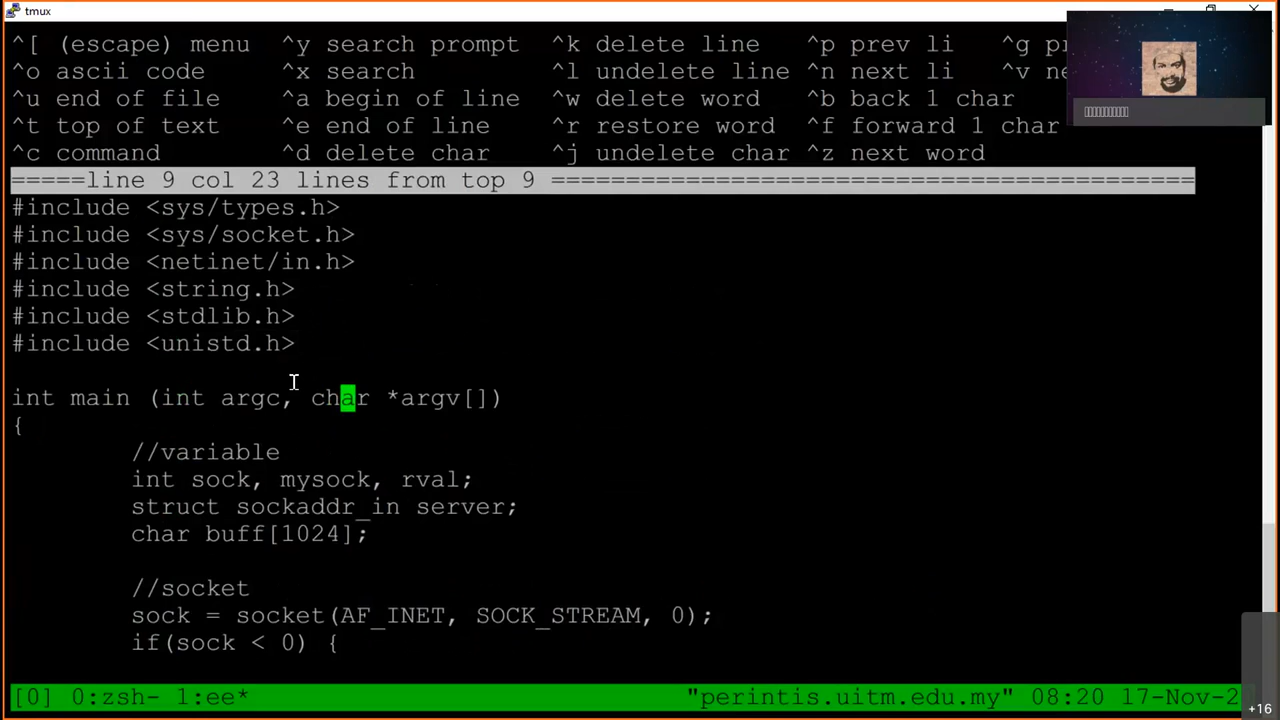 tmux
^[ (escape) menu ^y search prompt ^k delete line ^p prev li ^g
^o ascii code ^x search ^l undelete line ^n next li ^v
^u end of file ^a begin of line ^w delete word ^b back 1 char
^t top of text ^e end of line ^r restore word ^f forward 1 char
^c command ^d delete char ^j undelete char ^z next word
=====line 9 col 23 lines from top 9 ===========================================
#include <sys/types.h>
#include <sys/socket.h>
#include <netinet/in.h>
#include <string.h>
#include <stdlib.h>
#include <unistd.h>
int main (int argc, char *argv[])
{
//variable
int sock, mysock, rval;
struct sockaddr_in server;
char buff[1024];
//socket
sock = socket(AF_INET, SOCK_STREAM, 0);
if(sock < 0) {
[0] 0:zsh- 1:ee* "perintis.uitm.edu.my" 08:20 17-Nov-2
+16